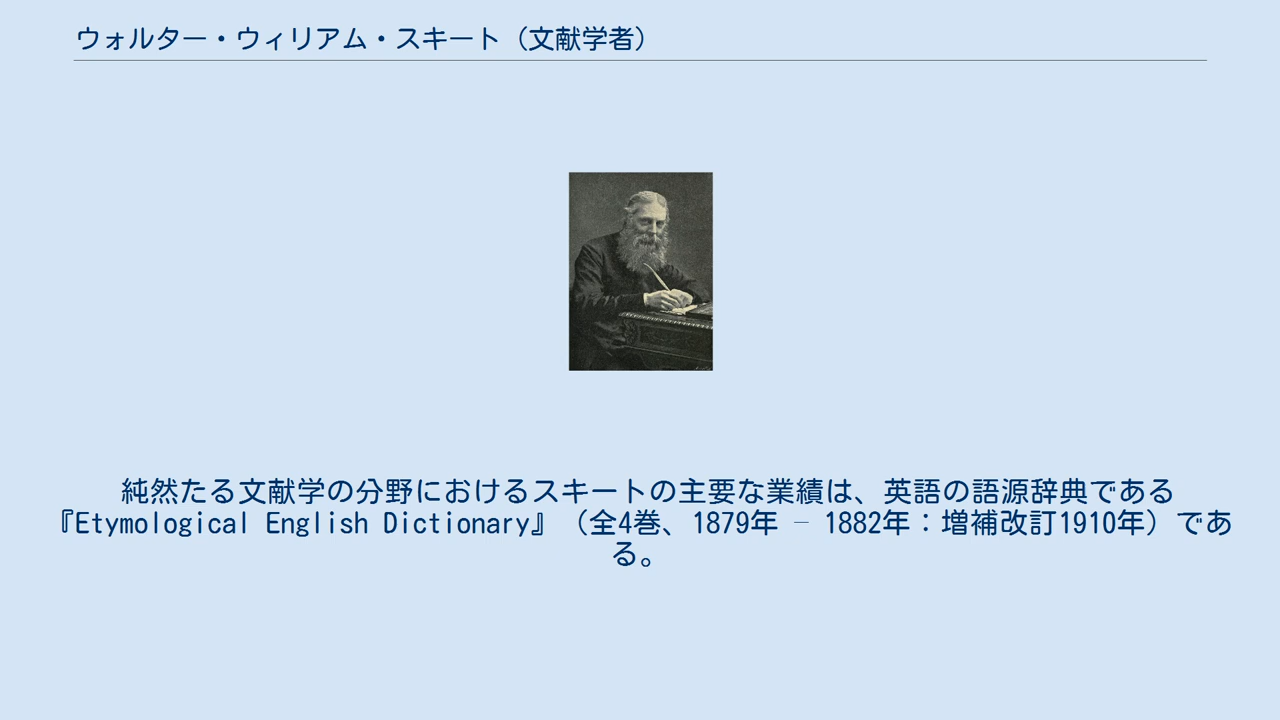 ウォルター・ウィリアム・スキート（文献学者）
純然たる文献学の分野におけるスキートの主要な業績は、英語の語源辞典である
『Etymological English Dictionary』（全4巻、1879年 – 1882年：増補改訂1910年）であ
る。